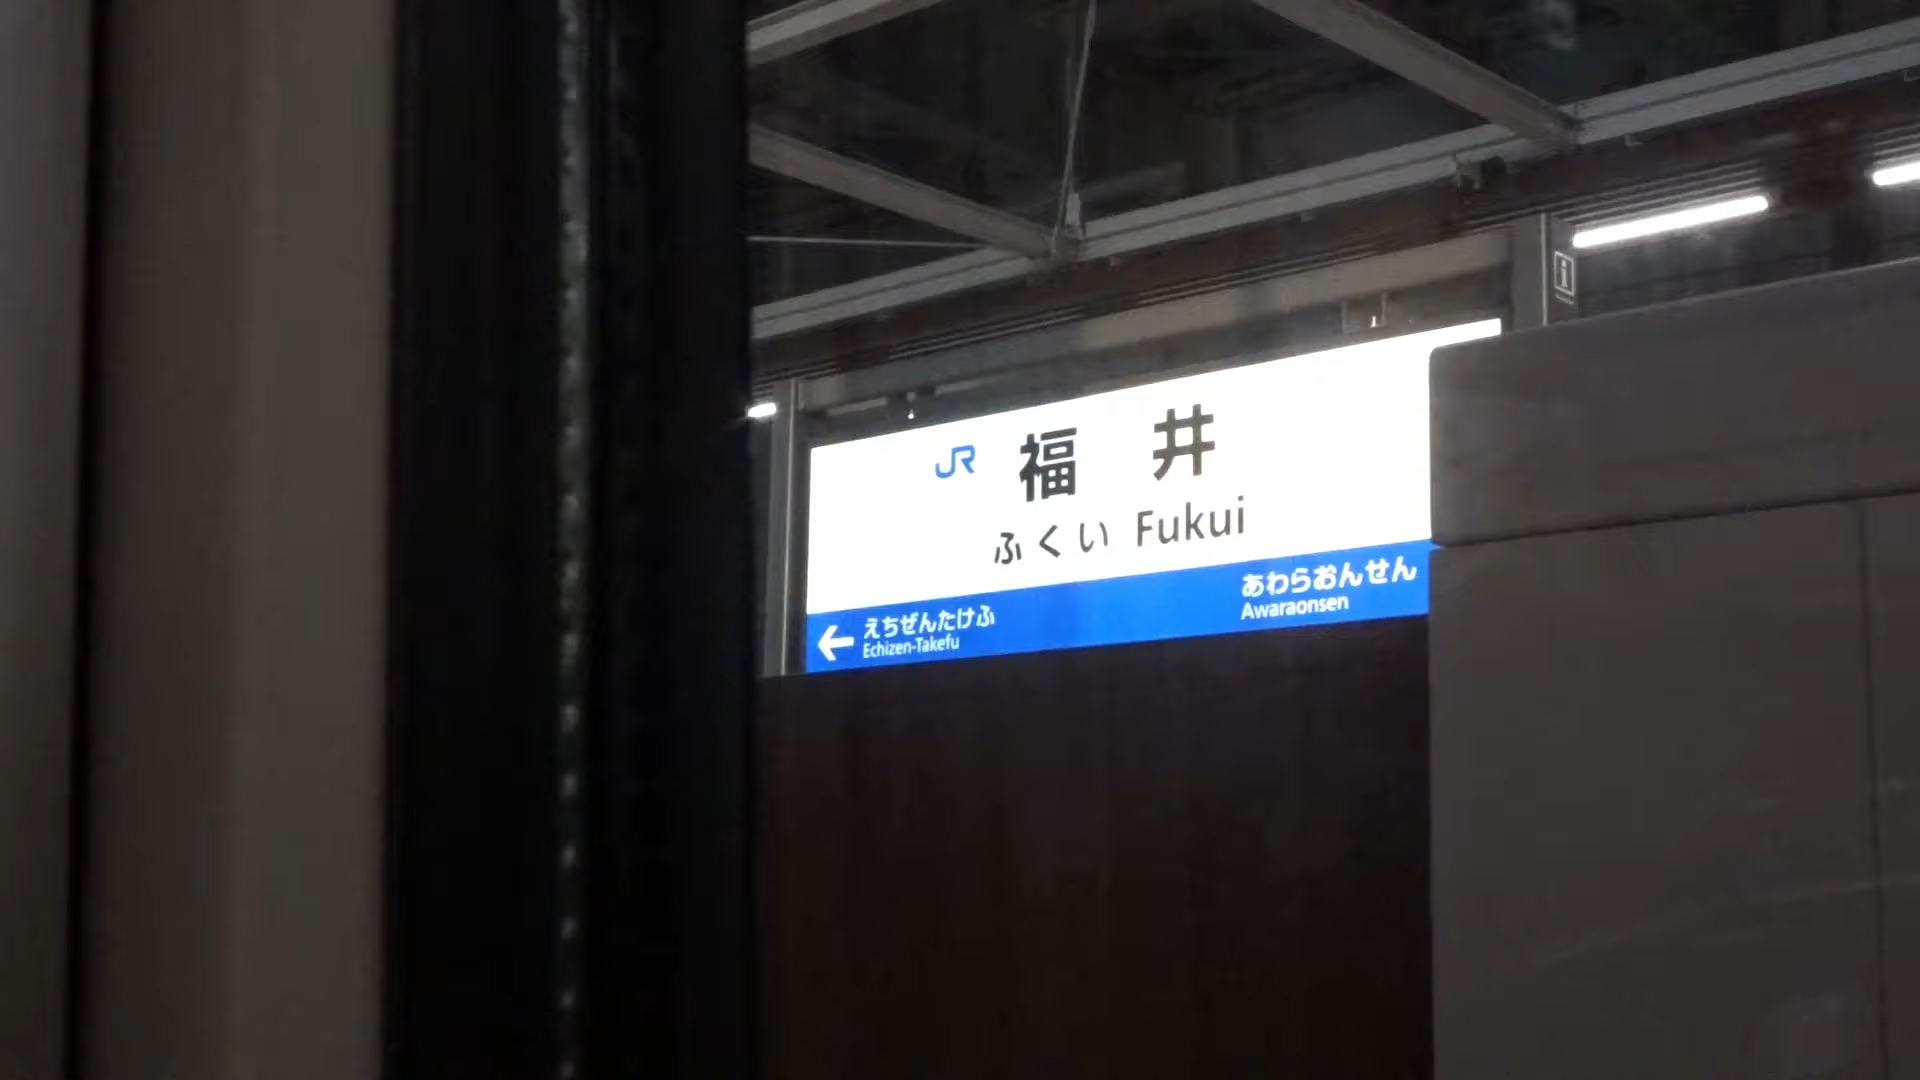 JR 福井
ふくい Fukui
えちぜんたけふ
Echizen-Takefu
あわらおんせん
Awaraonsen